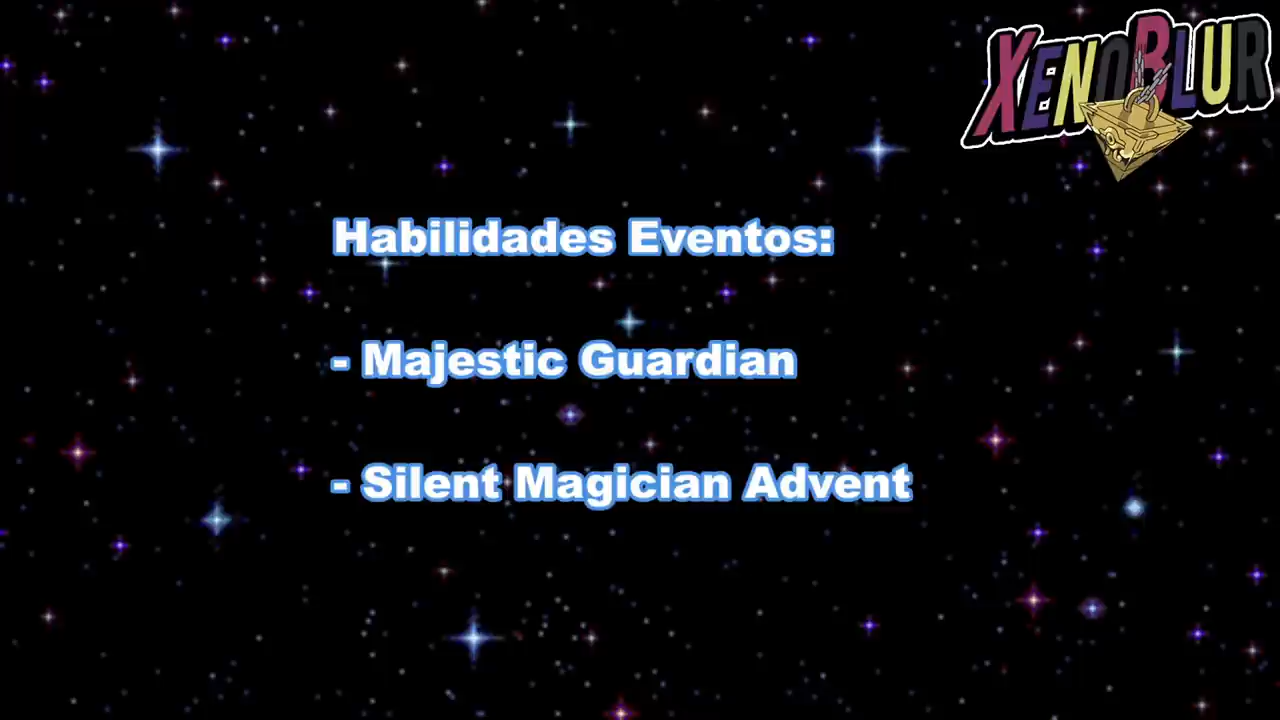 XENOBLUR
Habilidades Eventos:
- Majestic Guardian
- Silent Magician Advent